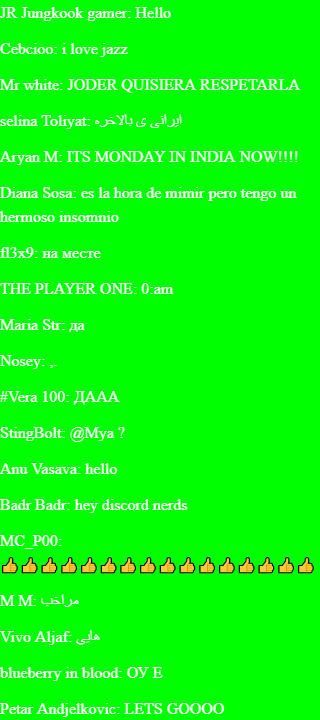 JR Jungkook gamer: Hello
Cebcioo: i love jazz
Mr white: JODER QUISIERA RESPETARLA
selina Toliyat: ایرانی ی بالاخره
Aryan M: ITS MONDAY IN INDIA NOW!!!!
Diana Sosa: es la hora de mimir pero tengo un
hermoso insomnio
fl3x9: на месте
THE PLAYER ONE: 0:am
Maria Str: да
Nosey: ,.
#Vera 100: ДААА
StingBolt: @Mya ?
Anu Vasava: hello
Badr Badr: hey discord nerds
MC_P00:
👍👍👍👍👍👍👍👍👍👍👍👍👍👍👍👍
M M: مراحب
Vivo Aljaf: هايي
blueberry in blood: ОУ Е
Petar Andjelkovic: LETS GOOOO